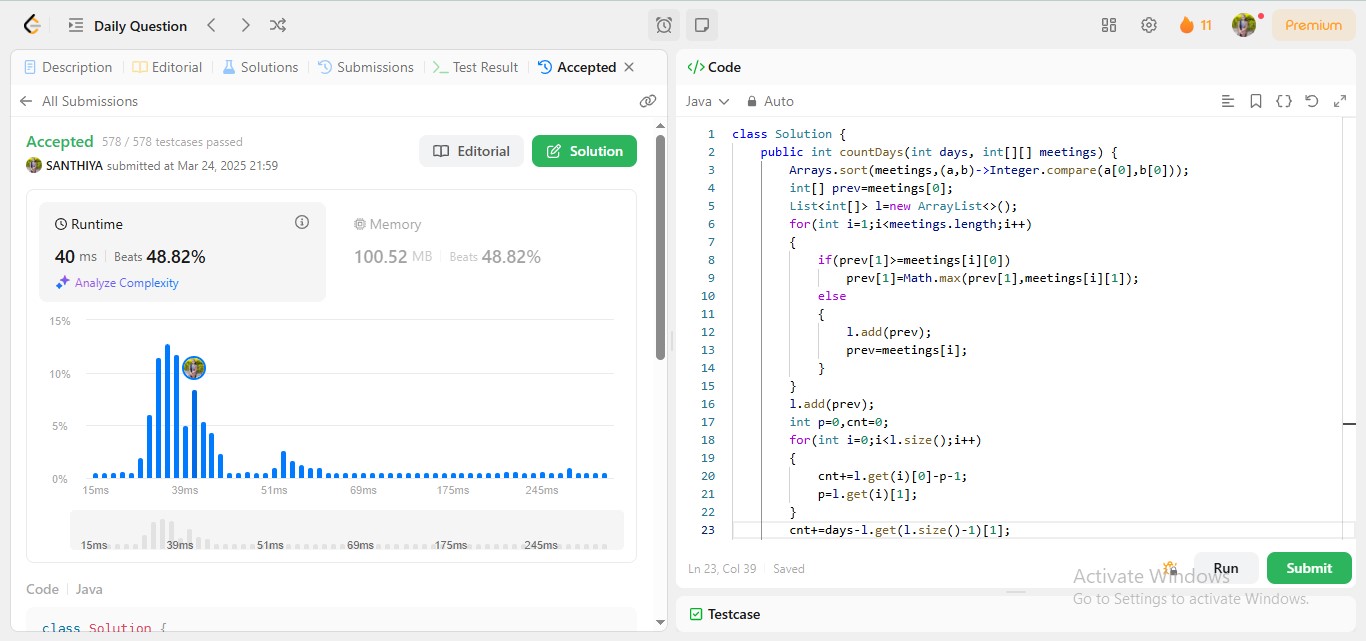 Daily Question
11
Premium
Description
Editorial
Solutions
Submissions
Test Result
Accepted
All Submissions
Accepted 578 / 578 testcases passed
SANTHIYA submitted at Mar 24, 2025 21:59
Editorial
Solution
Runtime
40 ms Beats 48.82%
Analyze Complexity
Memory
100.52 MB Beats 48.82%
15%
10%
5%
0%
15ms 39ms 51ms 69ms 175ms 245ms
15ms 39ms 51ms 69ms 175ms 245ms
Code Java
class Solution {
</> Code
Java Auto
1 class Solution {
2 public int countDays(int days, int[][] meetings) {
3 Arrays.sort(meetings,(a,b)->Integer.compare(a[0],b[0]));
4 int[] prev=meetings[0];
5 List<int[]> l=new ArrayList<>();
6 for(int i=1;i<meetings.length;i++)
7 {
8 if(prev[1]>=meetings[i][0])
9 prev[1]=Math.max(prev[1],meetings[i][1]);
10 else
11 {
12 l.add(prev);
13 prev=meetings[i];
14 }
15 }
16 l.add(prev);
17 int p=0,cnt=0;
18 for(int i=0;i<l.size();i++)
19 {
20 cnt+=l.get(i)[0]-p-1;
21 p=l.get(i)[1];
22 }
23 cnt+=days-l.get(l.size()-1)[1];
Ln 23, Col 39 Saved
Run
Submit
Activate Windows
Go to Settings to activate Windows.
Testcase